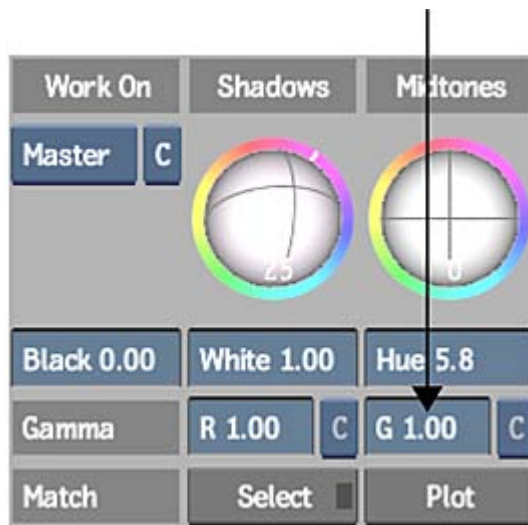 Work On Shadows Midtones
Master C
25 0
Black 0.00 White 1.00 Hue 5.8
Gamma R 1.00 C G 1.00 C
Match Select Plot